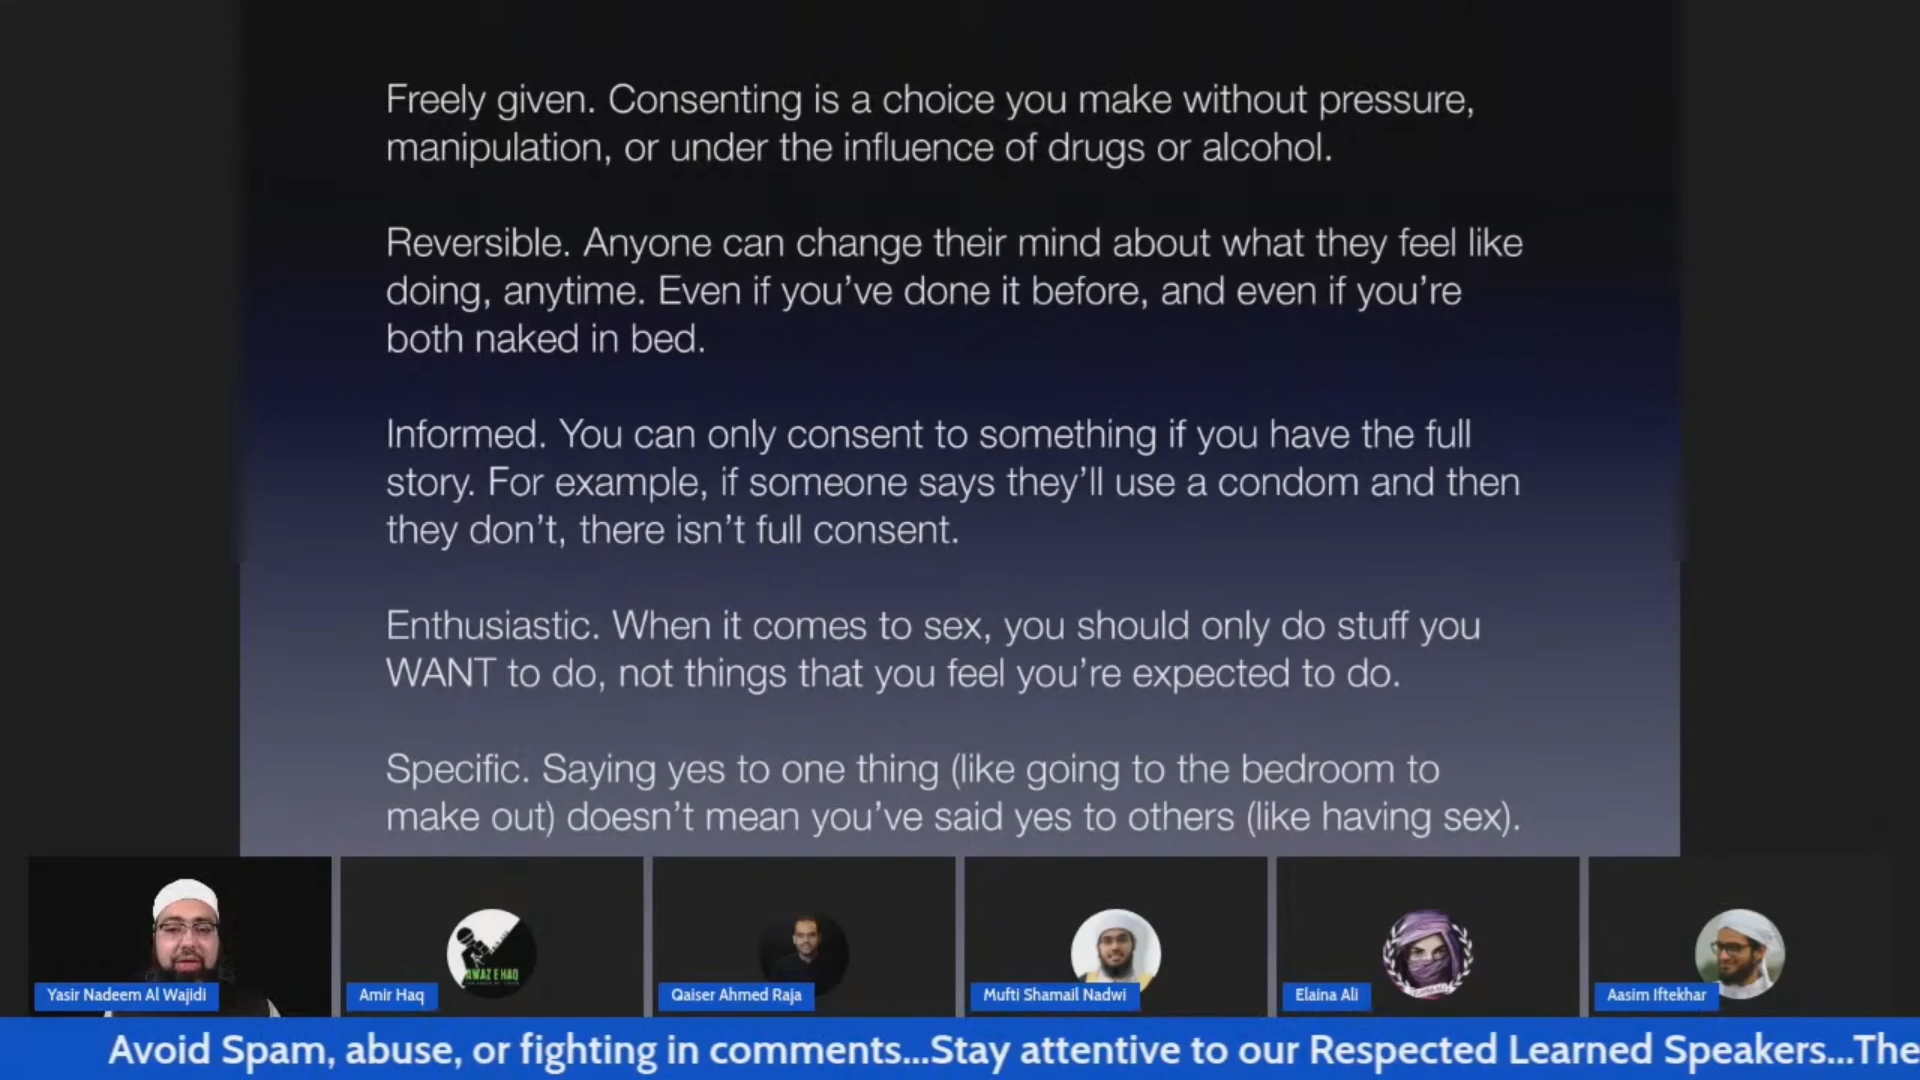 Freely given. Consenting is a choice you make without pressure,
manipulation, or under the influence of drugs or alcohol.
Reversible. Anyone can change their mind about what they feel like
doing, anytime. Even if you’ve done it before, and even if you’re
both naked in bed.
Informed. You can only consent to something if you have the full
story. For example, if someone says they’ll use a condom and then
they don’t, there isn’t full consent.
Enthusiastic. When it comes to sex, you should only do stuff you
WANT to do, not things that you feel you’re expected to do.
Specific. Saying yes to one thing (like going to the bedroom to
make out) doesn’t mean you’ve said yes to others (like having sex).
AWAZ E HAQ
Yasir Nadeem Al Wajidi
Amir Haq
Qaiser Ahmed Raja
Mufti Shamail Nadwi
Elaina Ali
Aasim Iftekhar
Avoid Spam, abuse, or fighting in comments...Stay attentive to our Respected Learned Speakers...The